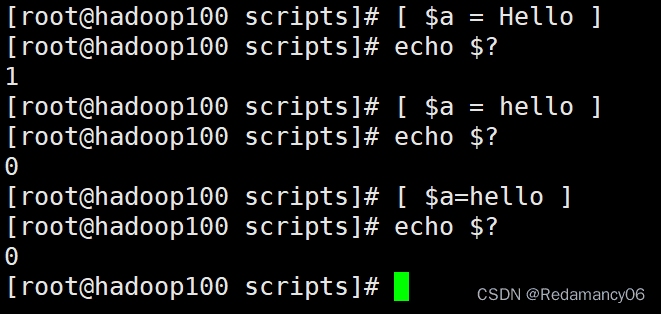 [root@hadoop100 scripts]# [ $a = Hello ]
[root@hadoop100 scripts]# echo $?
1
[root@hadoop100 scripts]# [ $a = hello ]
[root@hadoop100 scripts]# echo $?
0
[root@hadoop100 scripts]# [ $a=hello ]
[root@hadoop100 scripts]# echo $?
0
[root@hadoop100 scripts]#
CSDN @Redamancy06